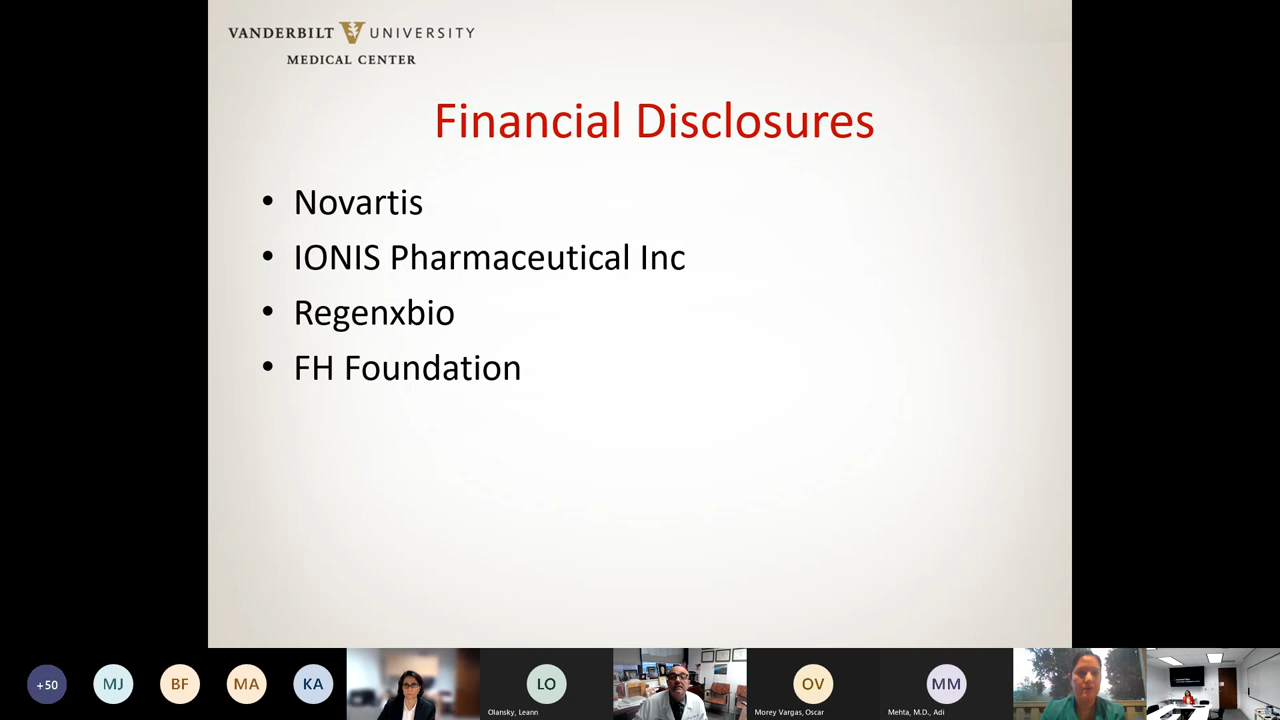 VANDERBILT V UNIVERSITY
MEDICAL CENTER
Financial Disclosures
• Novartis
• IONIS Pharmaceutical Inc
• Regenxbio
• FH Foundation
+50
MJ
BF
MA
KA
LO
OV
MM
Olansky, Leann
Morey Vargas, Oscar
Mehta, M.D., Adi